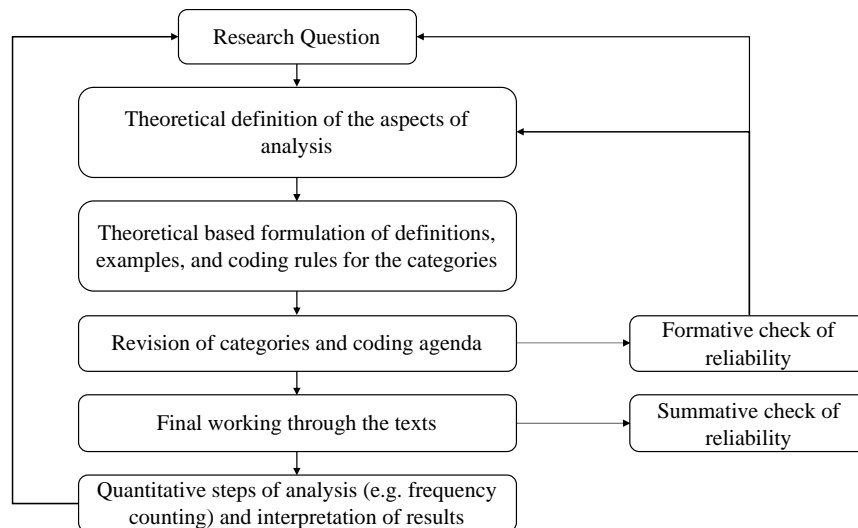 Research Question
Theoretical definition of the aspects of
analysis
Theoretical based formulation of definitions,
examples, and coding rules for the categories
Revision of categories and coding agenda
Formative check of
reliability
Final working through the texts
Summative check of
reliability
Quantitative steps of analysis (e.g. frequency
counting) and interpretation of results